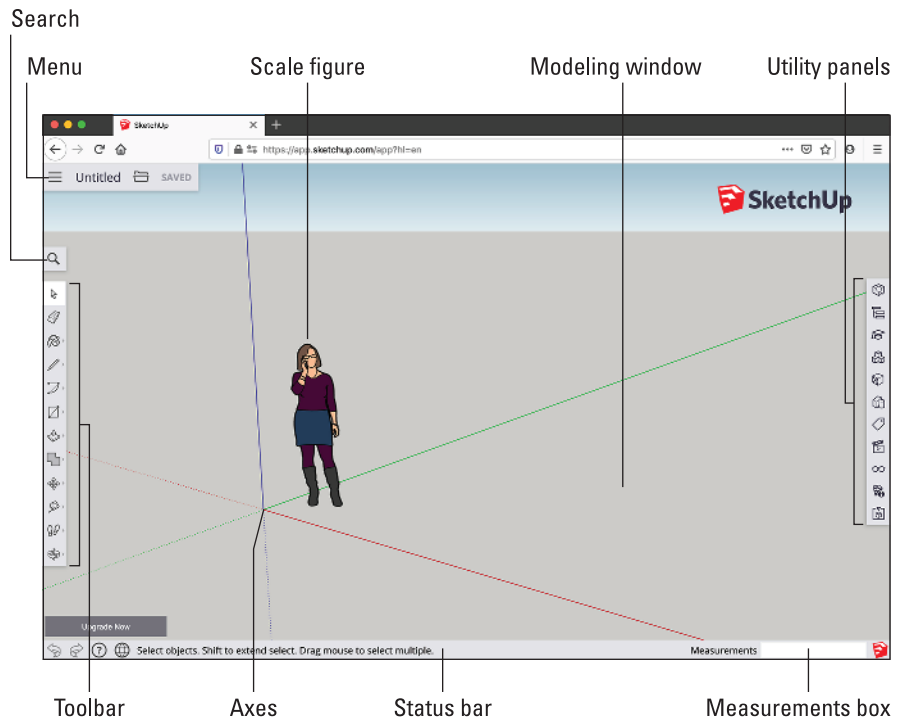 Search
Menu
Scale figure
Modeling window
Utility panels
SketchUp
https://app.sketchup.com/app?hl=en
Untitled
SAVED
SketchUp
Upgrade Now
Select objects. Shift to extend select. Drag mouse to select multiple.
Measurements
Toolbar
Axes
Status bar
Measurements box